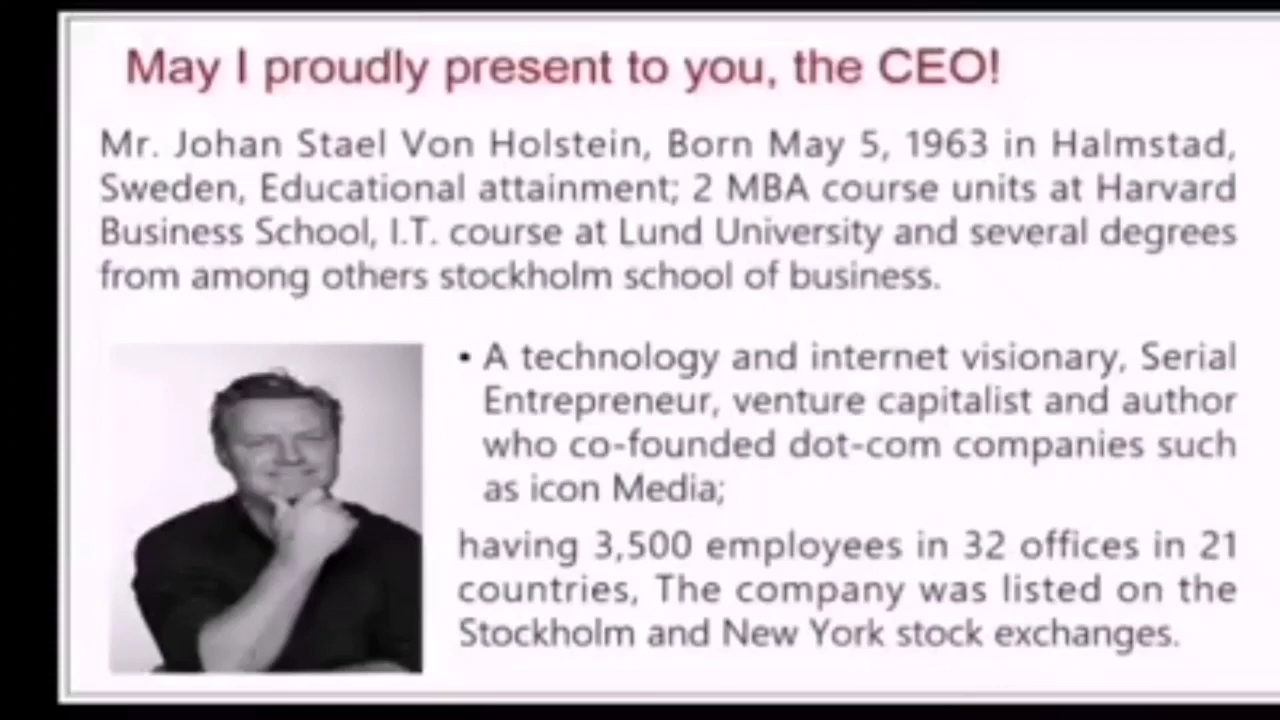 May I proudly present to you, the CEO!
Mr. Johan Stael Von Holstein, Born May 5, 1963 in Halmstad,
Sweden, Educational attainment; 2 MBA course units at Harvard
Business School, I.T. course at Lund University and several degrees
from among others stockholm school of business.
• A technology and internet visionary, Serial
Entrepreneur, venture capitalist and author
who co-founded dot-com companies such
as icon Media;
having 3,500 employees in 32 offices in 21
countries, The company was listed on the
Stockholm and New York stock exchanges.